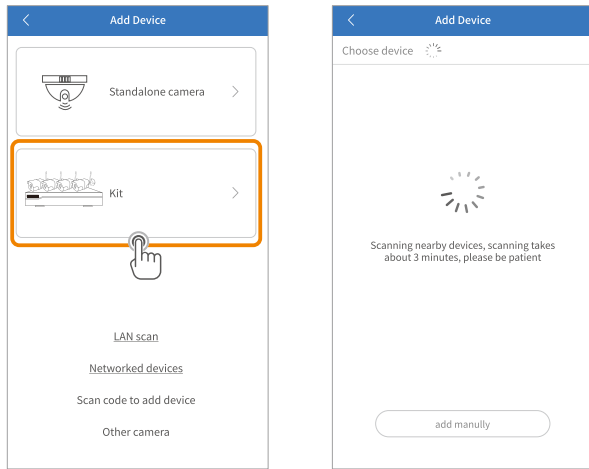 Add Device
Standalone camera
Kit
LAN scan
Networked devices
Scan code to add device
Other camera
Add Device
Choose device
Scanning nearby devices, scanning takes
about 3 minutes, please be patient
add manully